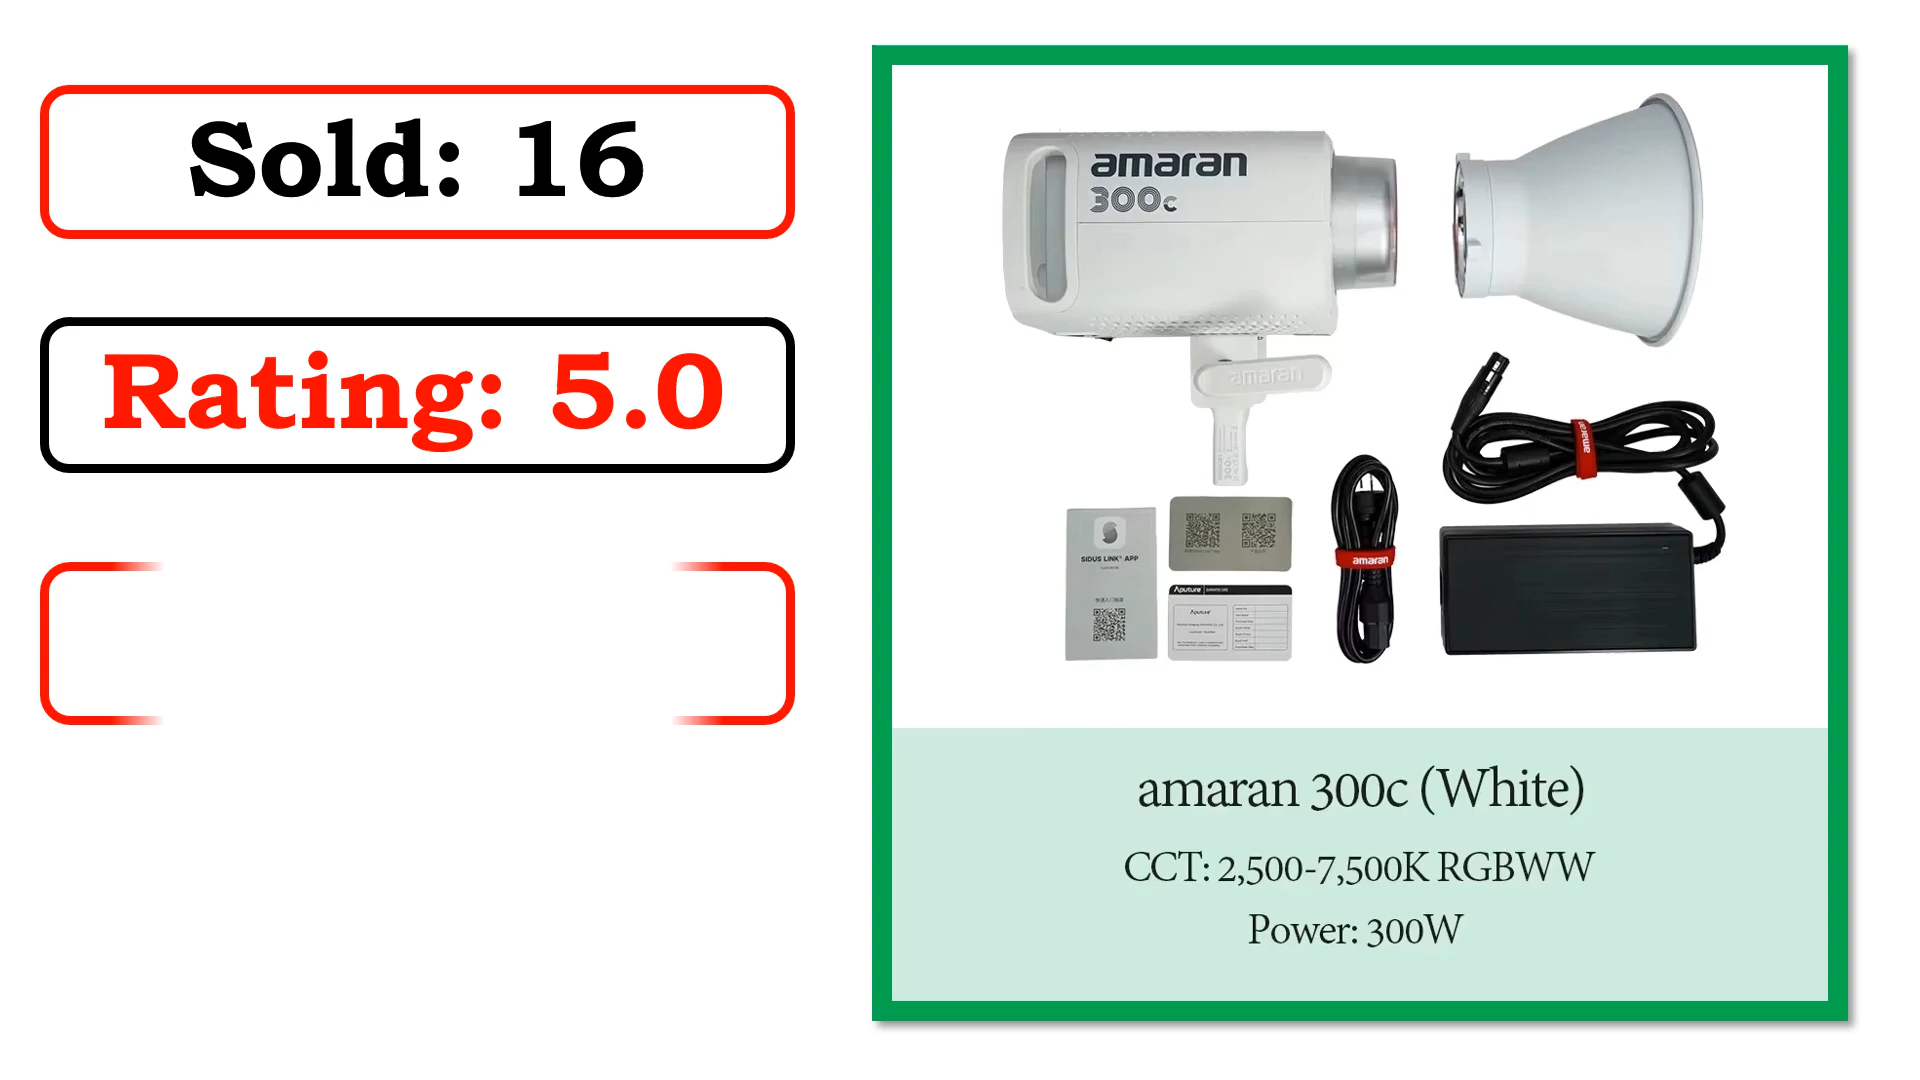 Sold: 16
Rating: 5.0
amaran
300c
amaran
amaran
amaran
SIDUS LINK® APP
Aputure
Aputure
amaran 300c (White)
CCT: 2,500-7,500K RGBWW
Power: 300W